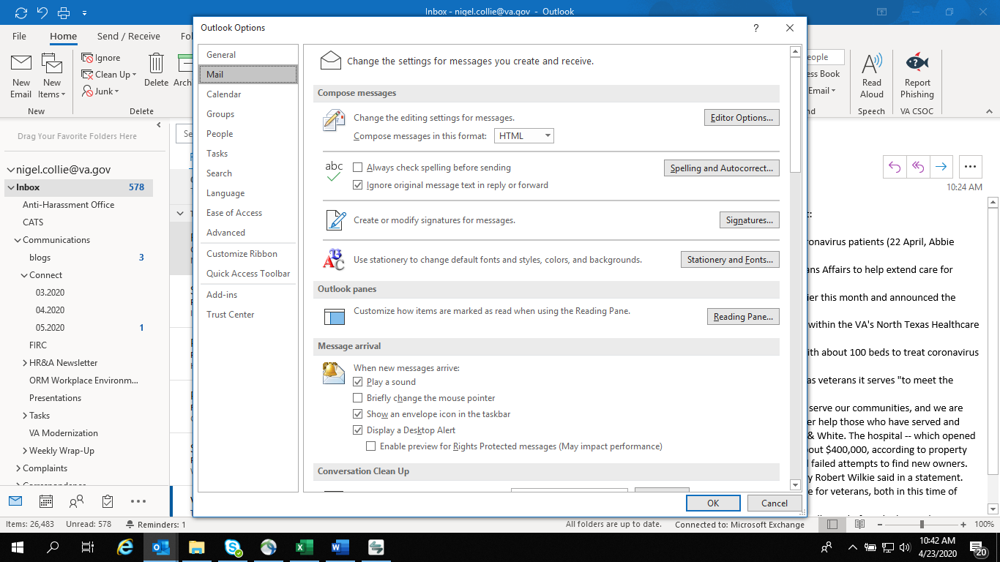 Inbox - nigel.collie@va.gov - Outlook
File Home Send / Receive
Ignore
Clean Up
Junk
New Email
New Items
Delete
New
Delete
eople
ess Book
Email
Read Aloud
Speech
Report Phishing
VA CSOC
Drag Your Favorite Folders Here
nigel.collie@va.gov
Inbox 578
Anti-Harassment Office
CATS
Communications
blogs 3
Connect
03.2020
04.2020
05.2020 1
FIRC
HR&A Newsletter
ORM Workplace Environm...
Presentations
Tasks
VA Modernization
Weekly Wrap-Up
Complaints
Outlook Options
?
General
Mail
Calendar
Groups
People
Tasks
Search
Language
Ease of Access
Advanced
Customize Ribbon
Quick Access Toolbar
Add-ins
Trust Center
Change the settings for messages you create and receive.
Compose messages
Change the editing settings for messages.
Editor Options...
Compose messages in this format: HTML
abc
Always check spelling before sending
Spelling and Autocorrect...
Ignore original message text in reply or forward
Create or modify signatures for messages.
Signatures...
Use stationery to change default fonts and styles, colors, and backgrounds.
Stationery and Fonts...
Outlook panes
Customize how items are marked as read when using the Reading Pane.
Reading Pane...
Message arrival
When new messages arrive:
Play a sound
Briefly change the mouse pointer
Show an envelope icon in the taskbar
Display a Desktop Alert
Enable preview for Rights Protected messages (May impact performance)
Conversation Clean Up
OK
Cancel
10:24 AM
onavirus patients (22 April, Abbie
ans Affairs to help extend care for
ier this month and announced the
within the VA's North Texas Healthcare
ith about 100 beds to treat coronavirus
as veterans it serves "to meet the
serve our communities, and we are
er help those who have served and
& White. The hospital -- which opened
out $400,000, according to property
failed attempts to find new owners.
y Robert Wilkie said in a statement.
e for veterans, both in this time of
Items: 26,483 Unread: 578 Reminders: 1
All folders are up to date. Connected to: Microsoft Exchange
100%
10:42 AM
4/23/2020
20